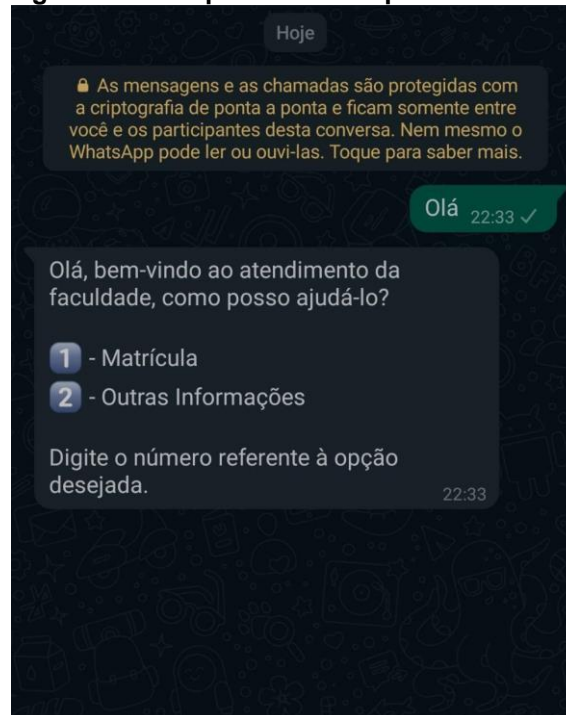 Hoje
🔒 As mensagens e as chamadas são protegidas com
a criptografia de ponta a ponta e ficam somente entre
você e os participantes desta conversa. Nem mesmo o
WhatsApp pode ler ou ouvi-las. Toque para saber mais.
Olá 22:33 ✓
Olá, bem-vindo ao atendimento da
faculdade, como posso ajudá-lo?
1️⃣ - Matrícula
2️⃣ - Outras Informações
Digite o número referente à opção
desejada. 22:33